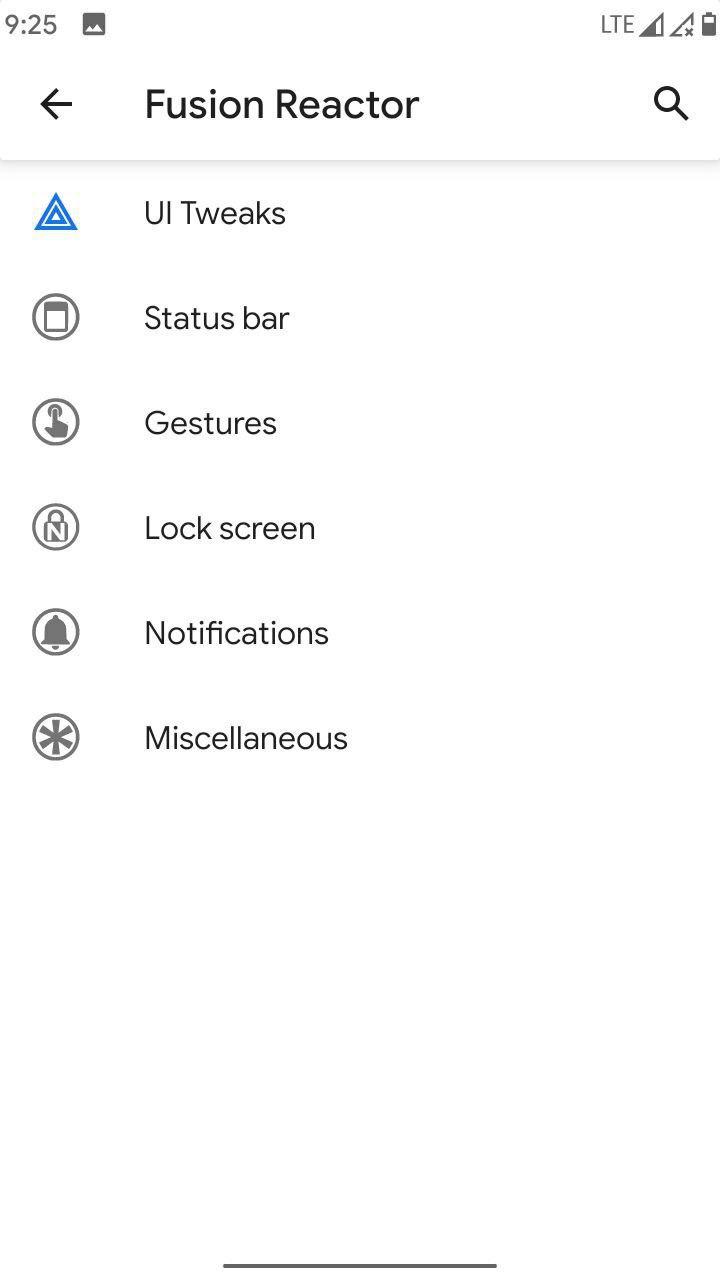 9:25 LTE
Fusion Reactor
UI Tweaks
Status bar
Gestures
Lock screen
Notifications
Miscellaneous